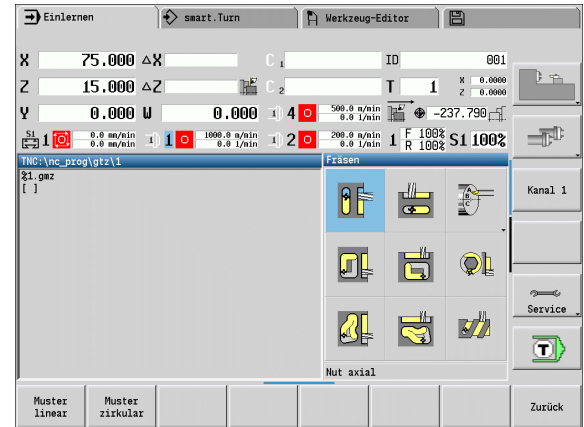 Einlernen smart.Turn Werkzeug-Editor
X 75.000 △X C 1 ID 001
Z 15.000 △Z C 2 T 1 X 0.0000 Z 0.0000
Y 0.000 U 0.000 4 500.0 m/min 0.0 1/min -237.790
S1 1 0.0 mm/min 0.0 mm/min 1 1000.0 m/min 0.0 1/min 2 200.0 m/min 0.0 1/min 1 F 100% R 100% S1 100%
TNC:\nc_prog\gtz\1 Fräsen
%1.gmz
[ ]
A
B
C
Kanal 1
Service
T
Nut axial
Muster linear Muster zirkular Zurück